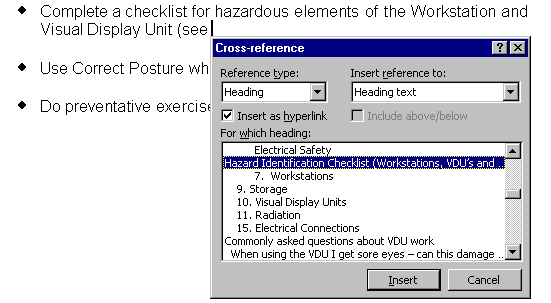 Complete a checklist for hazardous elements of the Workstation and
Visual Display Unit (see
Use Correct Posture wh
Do preventative exercise
Cross-reference
Reference type: Insert reference to:
Heading Heading text
Insert as hyperlink Include above/below
For which heading:
Electrical Safety
Hazard Identification Checklist (Workstations, VDU's and ...
7. Workstations
9. Storage
10. Visual Display Units
11. Radiation
15. Electrical Connections
Commonly asked questions about VDU work
When using the VDU I get sore eyes – can this damage ...
Insert Cancel